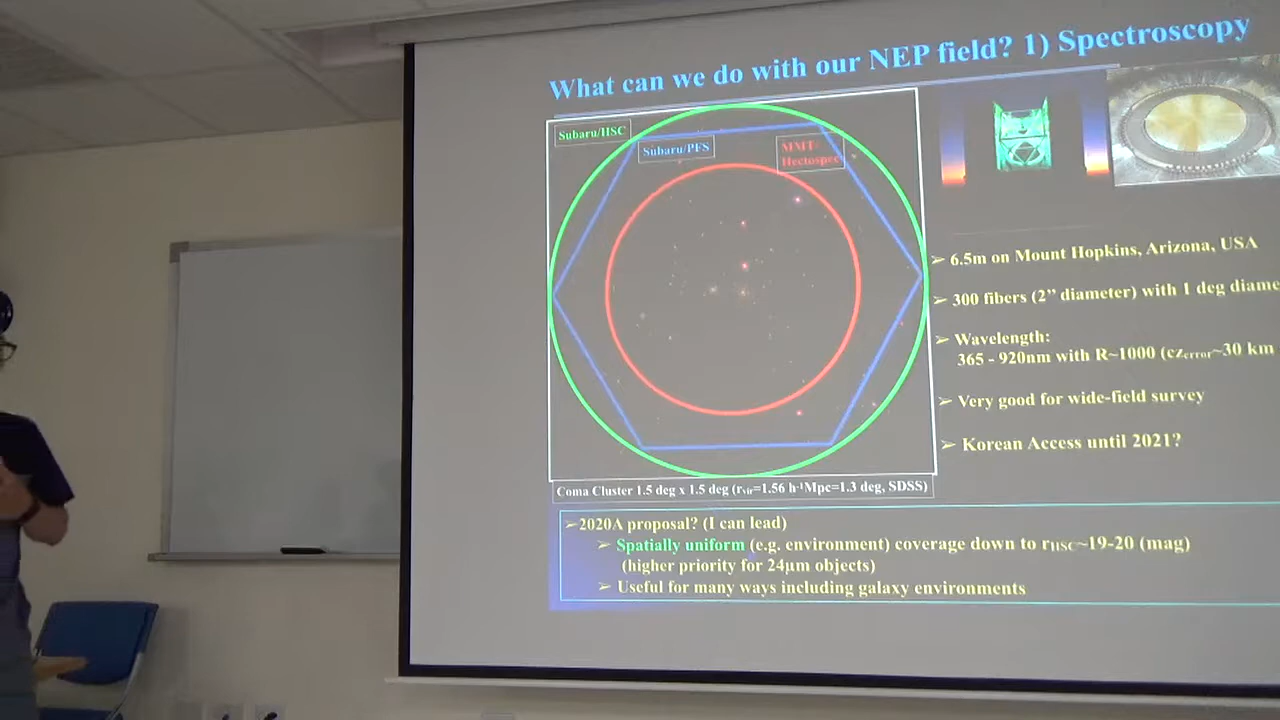 What can we do with our NEP field? 1) Spectroscopy
Subaru/HSC
Subaru/PFS
MMT/
Hectospec
➢ 6.5m on Mount Hopkins, Arizona, USA
➢ 300 fibers (2” diameter) with 1 deg diame
➢ Wavelength:
365 - 920nm with R~1000 (czerror~30 km
➢ Very good for wide-field survey
➢ Korean Access until 2021?
Coma Cluster 1.5 deg x 1.5 deg (rvir=1.56 h-1Mpc=1.3 deg, SDSS)
➢2020A proposal? (I can lead)
➢ Spatially uniform (e.g. environment) coverage down to rHSC~19-20 (mag)
(higher priority for 24μm objects)
➢ Useful for many ways including galaxy environments